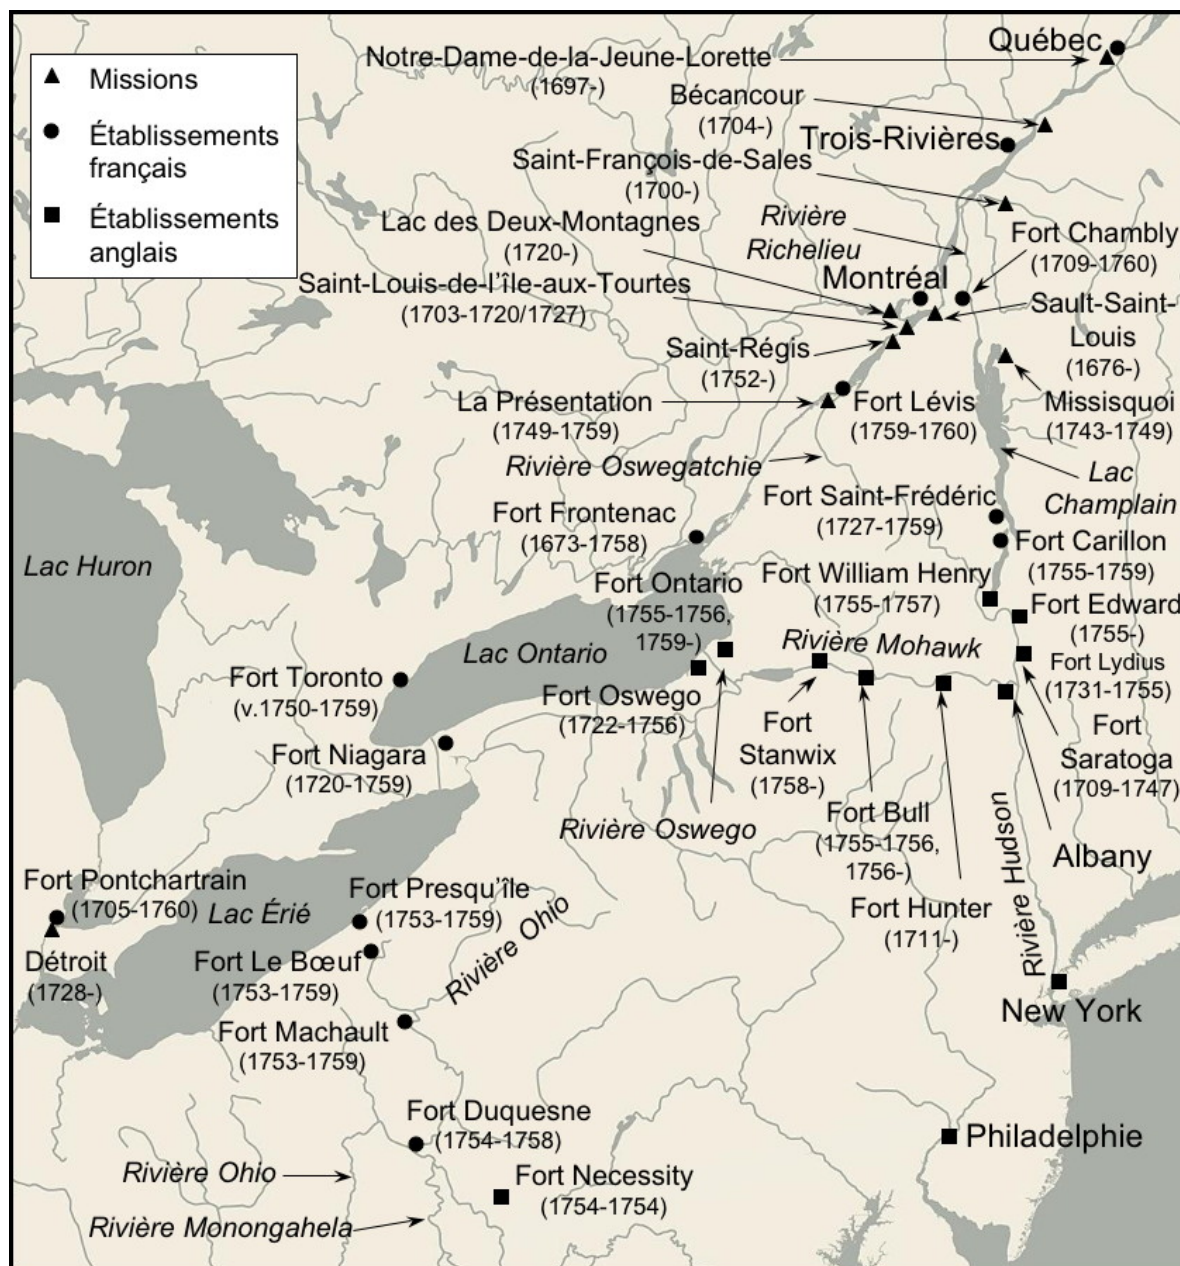 Missions
Établissements
français
Établissements
anglais
Québec
Notre-Dame-de-la-Jeune-Lorette
(1697-)
Bécancour
(1704-)
Trois-Rivières
Saint-François-de-Sales
(1700-)
Rivière
Richelieu
Lac des Deux-Montagnes
(1720-)
Fort Chambly
(1709-1760)
Montréal
Saint-Louis-de-l'île-aux-Tourtes
(1703-1720/1727)
Sault-Saint-
Louis
(1676-)
Saint-Régis
(1752-)
La Présentation
(1749-1759)
Fort Lévis
(1759-1760)
Missisquoi
(1743-1749)
Rivière Oswegatchie
Lac
Champlain
Fort Saint-Frédéric
(1727-1759)
Fort Frontenac
(1673-1758)
Fort Carillon
(1755-1759)
Lac Huron
Fort Ontario
(1755-1756,
1759-)
Fort William Henry
(1755-1757)
Fort Edward
(1755-)
Rivière Mohawk
Lac Ontario
Fort Lydius
(1731-1755)
Fort Toronto
(v.1750-1759)
Fort Oswego
(1722-1756)
Fort
Stanwix
(1758-)
Fort
Saratoga
(1709-1747)
Fort Niagara
(1720-1759)
Rivière Oswego
Fort Bull
(1755-1756,
1756-)
Rivière Hudson
Albany
Fort Pontchartrain
(1705-1760)
Lac Érié
Fort Presqu'île
(1753-1759)
Rivière Ohio
Fort Hunter
(1711-)
Détroit
(1728-)
Fort Le Bœuf
(1753-1759)
New York
Fort Machault
(1753-1759)
Fort Duquesne
(1754-1758)
Philadelphie
Rivière Ohio
Fort Necessity
(1754-1754)
Rivière Monongahela